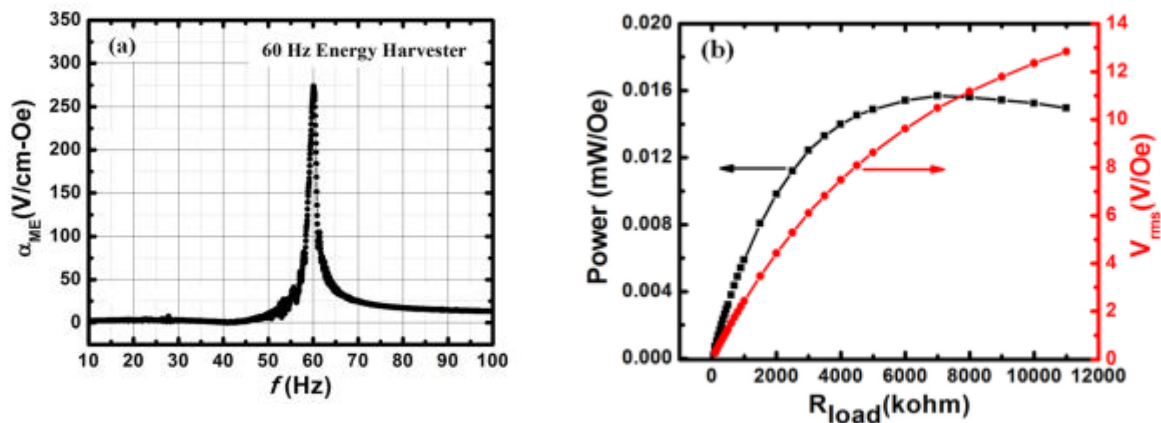 (a)
60 Hz Energy Harvester
350
300
250
200
150
100
50
0
α_ME(V/cm-Oe)
10 20 30 40 50 60 70 80 90 100
f(Hz)
(b)
0.020
0.016
0.012
0.008
0.004
0.000
Power (mW/Oe)
14
12
10
8
6
4
2
0
V_rms(V/Oe)
0 2000 4000 6000 8000 10000 12000
R_load(kohm)